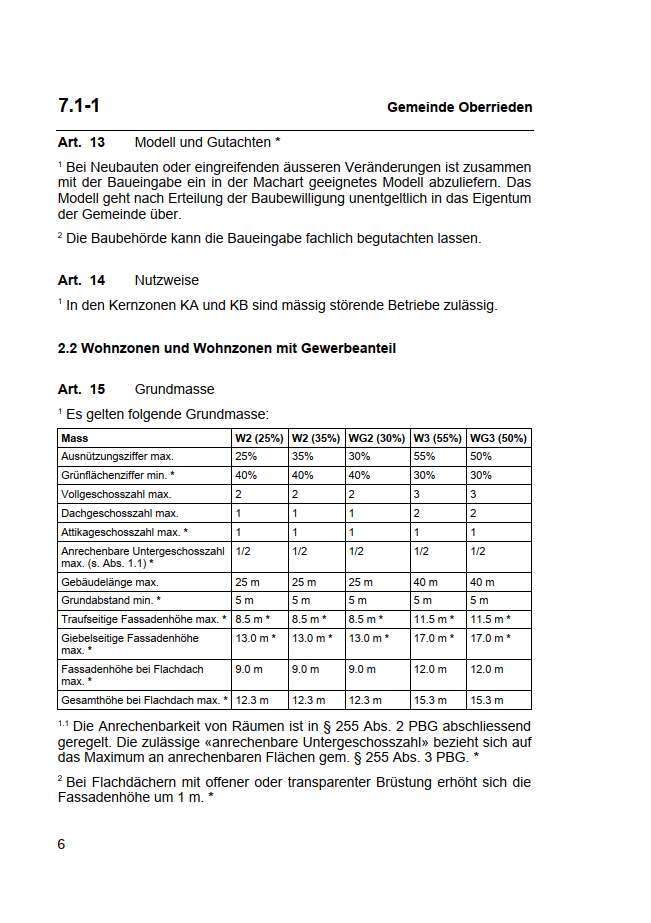 7.1-1 Gemeinde Oberrieden
Art. 13 Modell und Gutachten *
1 Bei Neubauten oder eingreifenden äusseren Veränderungen ist zusammen
mit der Baueingabe ein in der Machart geeignetes Modell abzuliefern. Das
Modell geht nach Erteilung der Baubewilligung unentgeltlich in das Eigentum
der Gemeinde über.
2 Die Baubehörde kann die Baueingabe fachlich begutachten lassen.
Art. 14 Nutzweise
1 In den Kernzonen KA und KB sind mässig störende Betriebe zulässig.
2.2 Wohnzonen und Wohnzonen mit Gewerbeanteil
Art. 15 Grundmasse
1 Es gelten folgende Grundmasse:
Mass W2 (25%) W2 (35%) WG2 (30%) W3 (55%) WG3 (50%)
Ausnützungsziffer max. 25% 35% 30% 55% 50%
Grünflächenziffer min. * 40% 40% 40% 30% 30%
Vollgeschosszahl max. 2 2 2 3 3
Dachgeschosszahl max. 1 1 1 2 2
Attikageschosszahl max. * 1 1 1 1 1
Anrechenbare Untergeschosszahl 1/2 1/2 1/2 1/2 1/2
max. (s. Abs. 1.1) *
Gebäudelänge max. 25 m 25 m 25 m 40 m 40 m
Grundabstand min. * 5 m 5 m 5 m 5 m 5 m
Traufseitige Fassadenhöhe max. * 8.5 m * 8.5 m * 8.5 m * 11.5 m * 11.5 m *
Giebelseitige Fassadenhöhe 13.0 m * 13.0 m * 13.0 m * 17.0 m * 17.0 m *
max. *
Fassadenhöhe bei Flachdach 9.0 m 9.0 m 9.0 m 12.0 m 12.0 m
max. *
Gesamthöhe bei Flachdach max. * 12.3 m 12.3 m 12.3 m 15.3 m 15.3 m
1.1 Die Anrechenbarkeit von Räumen ist in § 255 Abs. 2 PBG abschliessend
geregelt. Die zulässige «anrechenbare Untergeschosszahl» bezieht sich auf
das Maximum an anrechenbaren Flächen gem. § 255 Abs. 3 PBG. *
2 Bei Flachdächern mit offener oder transparenter Brüstung erhöht sich die
Fassadenhöhe um 1 m. *
6